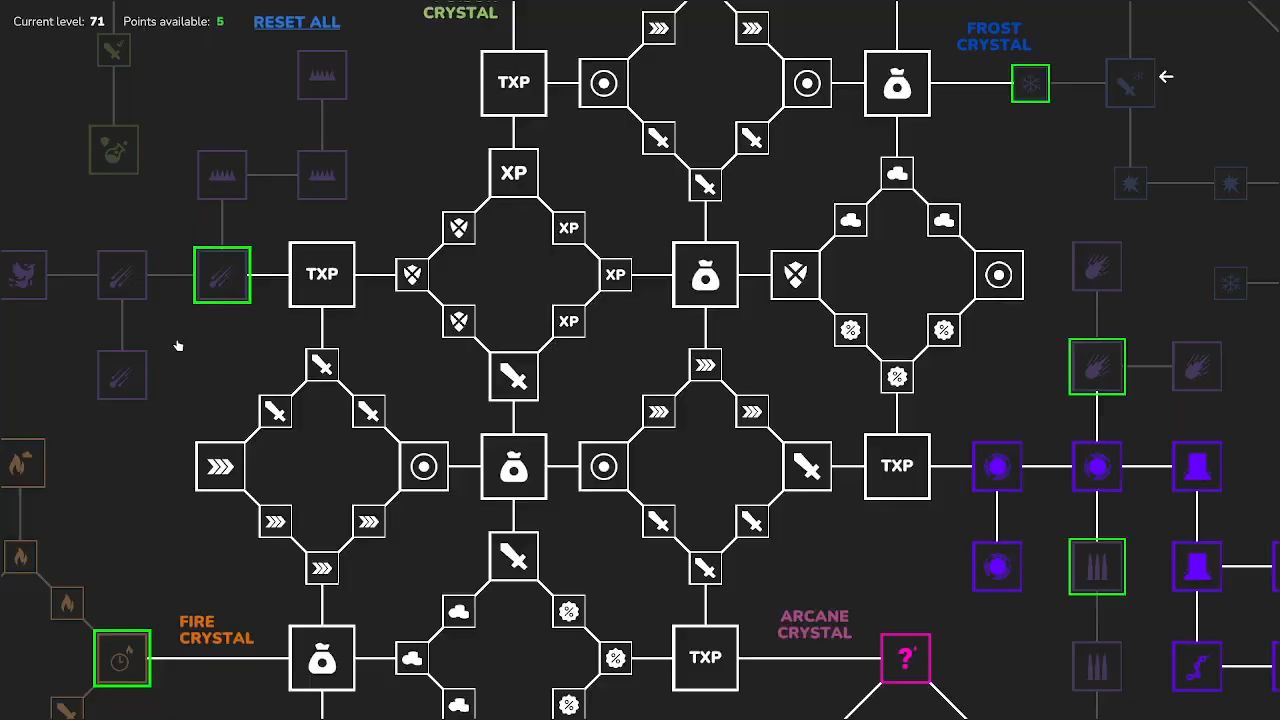 Current level: 71 Points available: 5 RESET ALL
CRYSTAL
FROST
CRYSTAL
TXP
XP
XP
XP
XP
TXP
%
%
%
TXP
FIRE
CRYSTAL
ARCANE
CRYSTAL
%
%
TXP
?
%